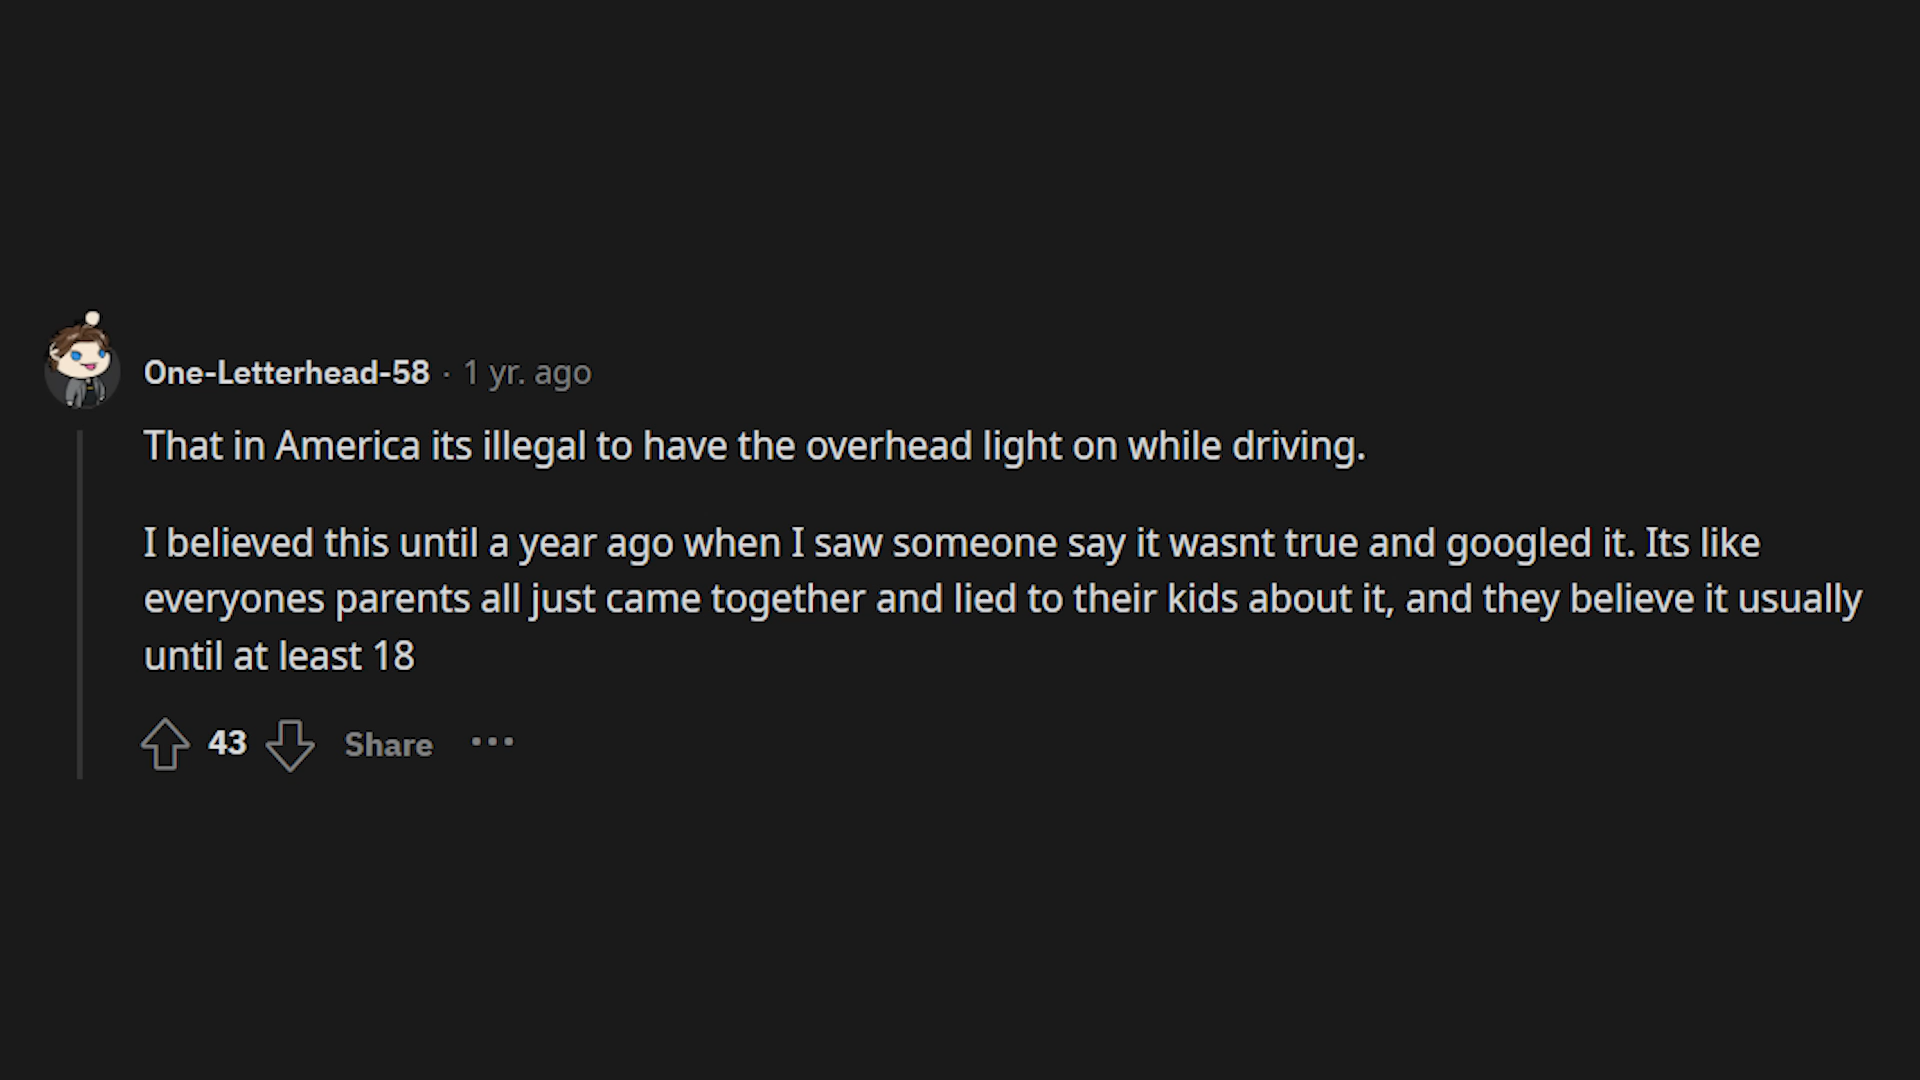 One-Letterhead-58 · 1 yr. ago
That in America its illegal to have the overhead light on while driving.
I believed this until a year ago when I saw someone say it wasnt true and googled it. Its like
everyones parents all just came together and lied to their kids about it, and they believe it usually
until at least 18
43 Share ···